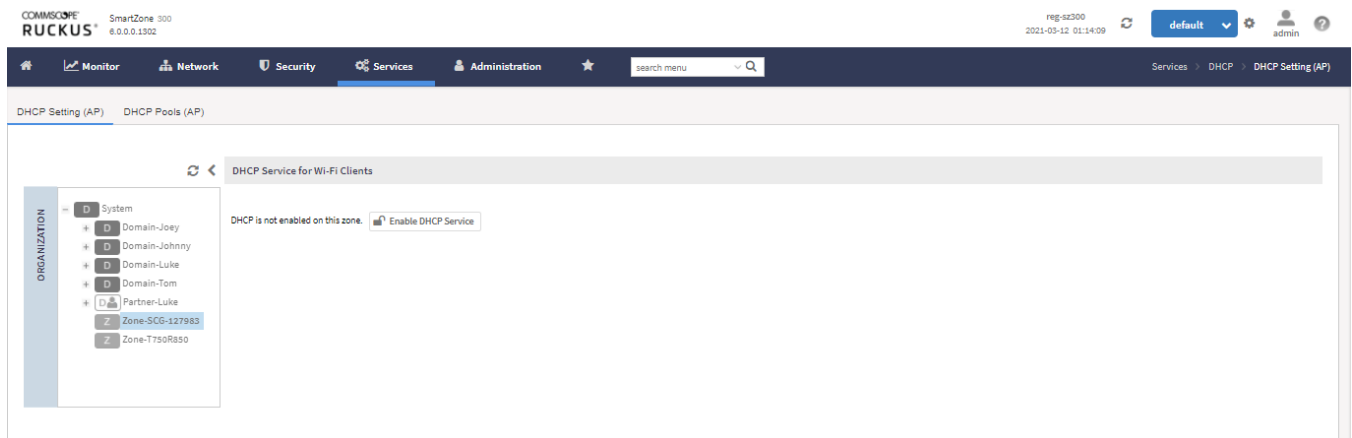 COMMSCOPE
RUCKUS®
SmartZone 300
6.0.0.0.1302
reg-sz300
2021-03-12 01:14:09
default
admin
Monitor
Network
Security
Services
Administration
search menu
Services > DHCP > DHCP Setting (AP)
DHCP Setting (AP)
DHCP Pools (AP)
DHCP Service for Wi-Fi Clients
ORGANIZATION
D System
D Domain-Joey
D Domain-Johnny
D Domain-Luke
D Domain-Tom
D Partner-Luke
Z Zone-SCG-127983
Z Zone-T750R850
DHCP is not enabled on this zone.
Enable DHCP Service